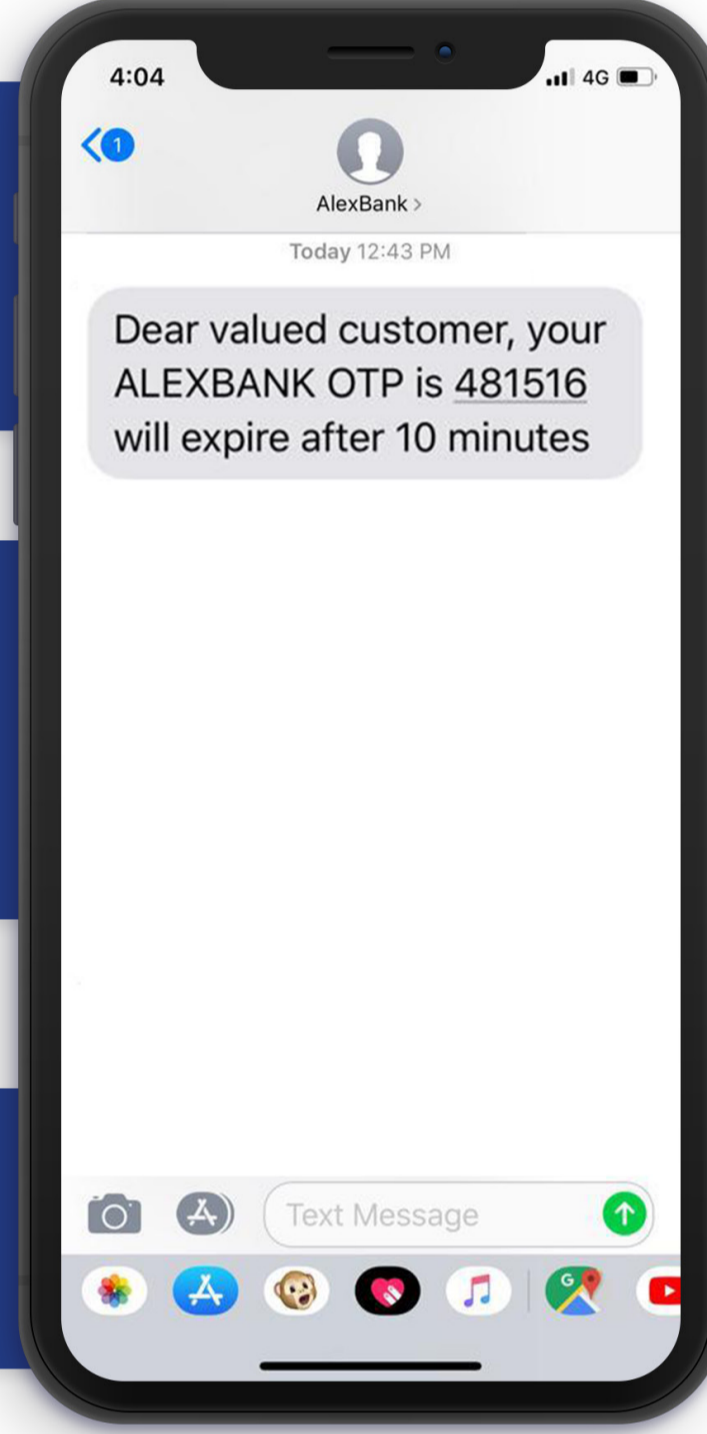 4:04
4G
1
AlexBank >
Today 12:43 PM
Dear valued customer, your
ALEXBANK OTP is 481516
will expire after 10 minutes
Text Message
G